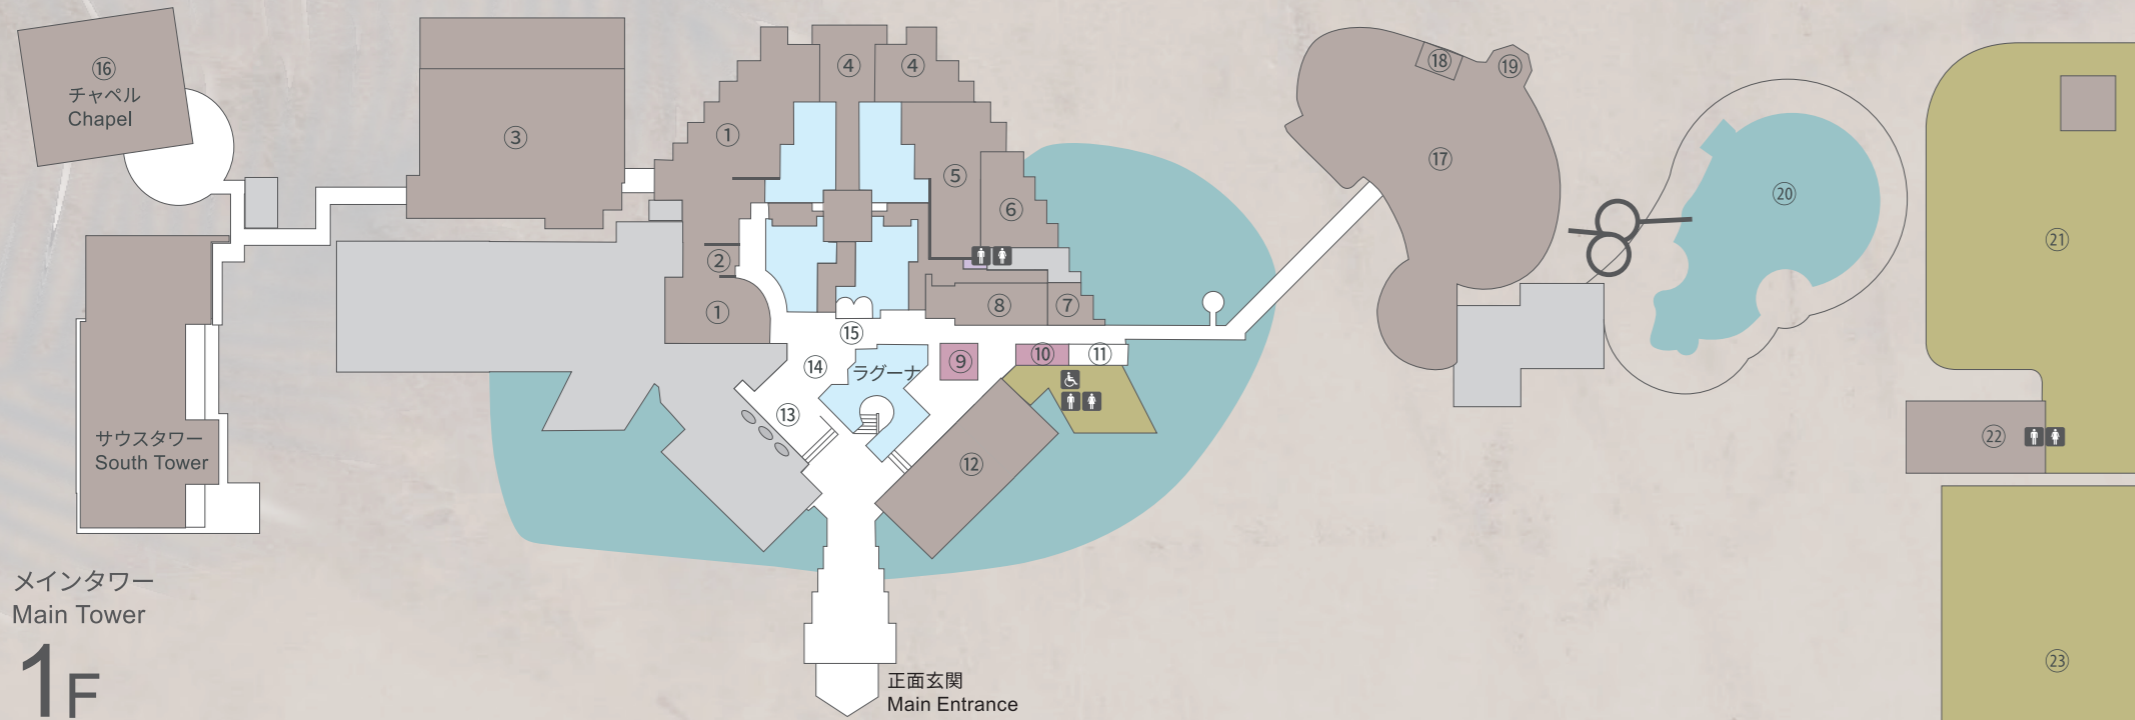 ⑯
チャペル
Chapel
③
④
④
①
⑤
⑥
②
①
⑧
⑦
⑮
⑭
ラグーナ
⑨
⑩
⑪
⑬
⑫
⑱
⑲
⑰
⑳
㉑
㉒
㉓
サウスタワー
South Tower
メインタワー
Main Tower
1F
正面玄関
Main Entrance